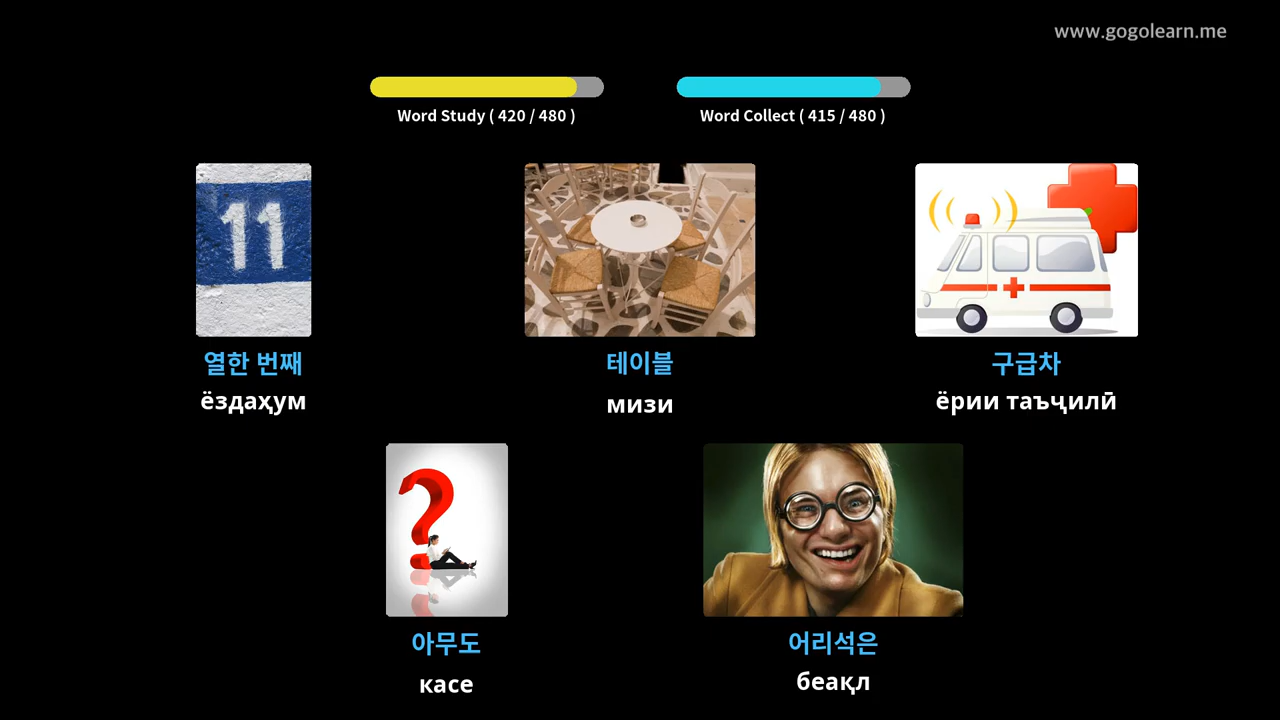 www.gogolearn.me
Word Study ( 420 / 480 )
Word Collect ( 415 / 480 )
11
열한 번째
ёздаҳум
테이블
мизи
구급차
ёрии таъҷилӣ
?
아무도
касе
어리석은
беақл